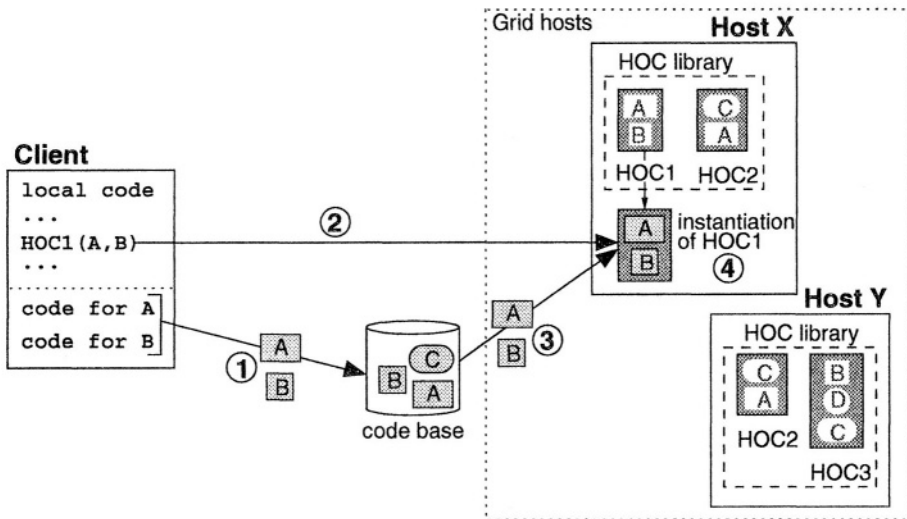 Grid hosts
Host X
HOC library
A
B
C
A
HOC1
HOC2
A
B
instantiation
of HOC1
④
Client
local code
...
HOC1(A,B)
...
code for A
code for B
②
①
A
B
B
C
A
code base
③
A
B
Host Y
HOC library
C
A
HOC2
B
D
C
HOC3